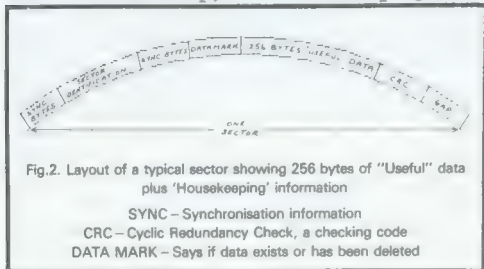 SYNC BYTES
SECTOR IDENTIFICATION
SYNC BYTES
DATA MARK
256 BYTES USEFUL DATA
CRC
GAP
ONE
SECTOR
Fig.2. Layout of a typical sector showing 256 bytes of "Useful" data
plus 'Housekeeping' information
SYNC – Synchronisation information
CRC – Cyclic Redundancy Check, a checking code
DATA MARK – Says if data exists or has been deleted